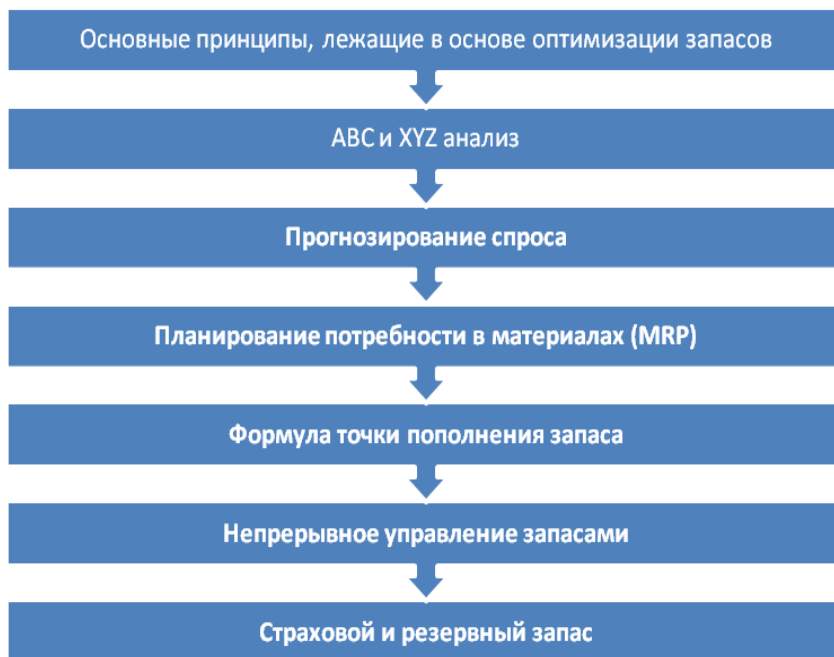 Основные принципы, лежащие в основе оптимизации запасов
ABC и XYZ анализ
Прогнозирование спроса
Планирование потребности в материалах (MRP)
Формула точки пополнения запаса
Непрерывное управление запасами
Страховой и резервный запас